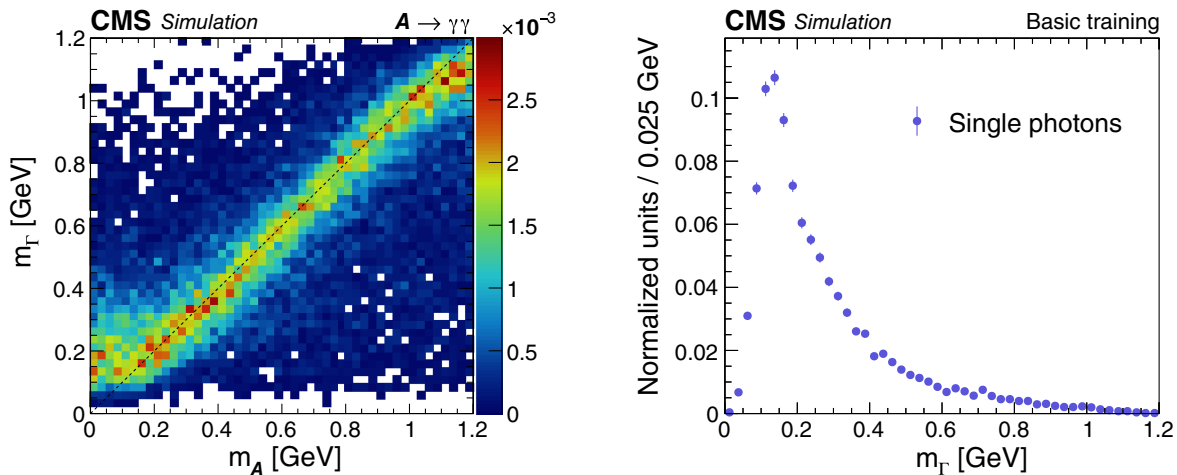 CMS Simulation A → γγ ×10⁻³
1.2
1
0.8
0.6
0.4
0.2
0
0 0.2 0.4 0.6 0.8 1 1.2
m_Γ [GeV]
m_A [GeV]
2.5
2
1.5
1
0.5
0
CMS Simulation Basic training
Normalized units / 0.025 GeV
0.1
0.08
0.06
0.04
0.02
0
Single photons
0 0.2 0.4 0.6 0.8 1 1.2
m_Γ [GeV]